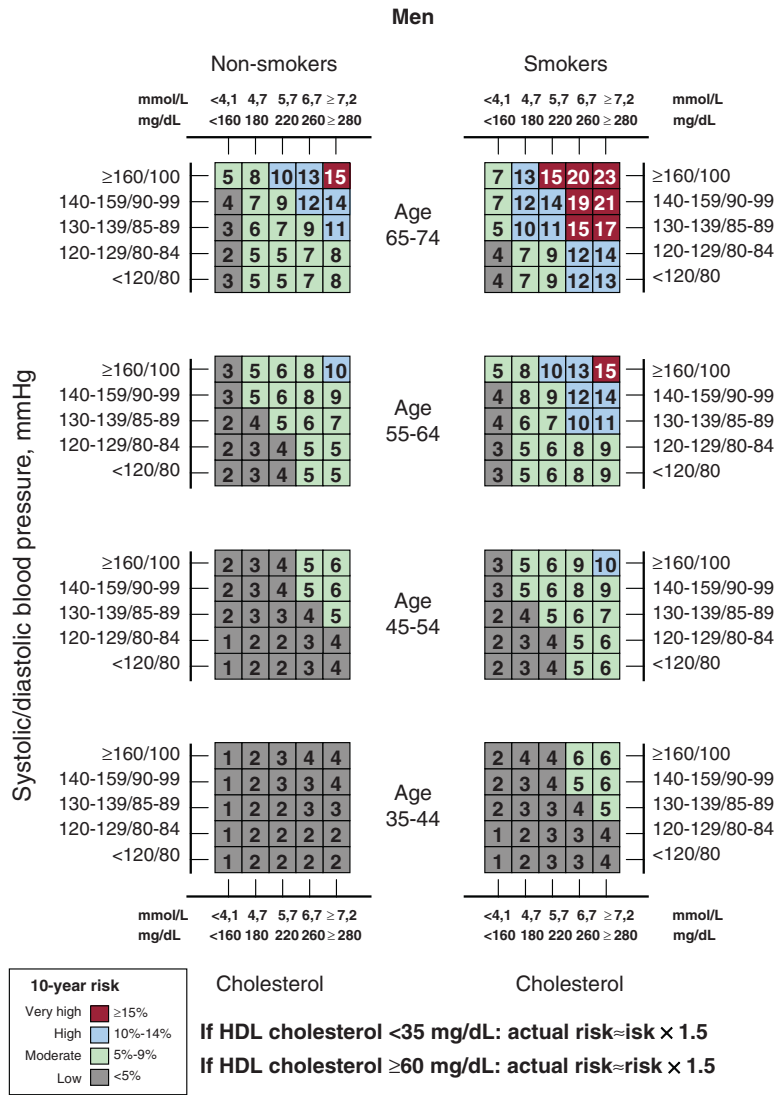 Men
Non-smokers Smokers
mmol/L <4,1 4,7 5,7 6,7 ≥7,2 <4,1 4,7 5,7 6,7 ≥7,2 mmol/L
mg/dL <160 180 220 260 ≥280 <160 180 220 260 ≥280 mg/dL
Systolic/diastolic blood pressure, mmHg
≥160/100 5 8 10 13 15 7 13 15 20 23 ≥160/100
140-159/90-99 4 7 9 12 14 7 12 14 19 21 140-159/90-99
Age
65-74
130-139/85-89 3 6 7 9 11 5 10 11 15 17 130-139/85-89
120-129/80-84 2 5 5 7 8 4 7 9 12 14 120-129/80-84
<120/80 3 5 5 7 8 4 7 9 12 13 <120/80
≥160/100 3 5 6 8 10 5 8 10 13 15 ≥160/100
140-159/90-99 3 5 6 8 9 4 8 9 12 14 140-159/90-99
Age
55-64
130-139/85-89 2 4 5 6 7 4 6 7 10 11 130-139/85-89
120-129/80-84 2 3 4 5 5 3 5 6 8 9 120-129/80-84
<120/80 2 3 4 5 5 3 5 6 8 9 <120/80
≥160/100 2 3 4 5 6 3 5 6 9 10 ≥160/100
140-159/90-99 2 3 4 5 6 3 5 6 8 9 140-159/90-99
Age
45-54
130-139/85-89 2 3 3 4 5 2 4 5 6 7 130-139/85-89
120-129/80-84 1 2 2 3 4 2 3 4 5 6 120-129/80-84
<120/80 1 2 2 3 4 2 3 4 5 6 <120/80
≥160/100 1 2 3 4 4 2 4 4 6 6 ≥160/100
140-159/90-99 1 2 3 4 4 2 3 4 5 6 140-159/90-99
Age
35-44
130-139/85-89 1 2 2 3 3 2 3 3 4 5 130-139/85-89
120-129/80-84 1 2 2 2 2 1 2 3 3 4 120-129/80-84
<120/80 1 2 2 2 2 1 2 3 3 4 <120/80
mmol/L <4,1 4,7 5,7 6,7 ≥7,2 <4,1 4,7 5,7 6,7 ≥7,2 mmol/L
mg/dL <160 180 220 260 ≥280 <160 180 220 260 ≥280 mg/dL
Cholesterol Cholesterol
10-year risk
Very high ≥15%
High 10%-14%
Moderate 5%-9%
Low <5%
If HDL cholesterol <35 mg/dL: actual risk≈isk × 1.5
If HDL cholesterol ≥60 mg/dL: actual risk≈risk × 1.5